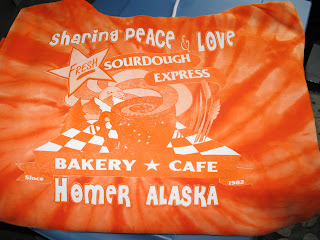 Sharing PEACE & LOVE
FRESH SOURDOUGH
EXPRESS
BAKERY ★ CAFE
Since 1982
Homer ALASKA